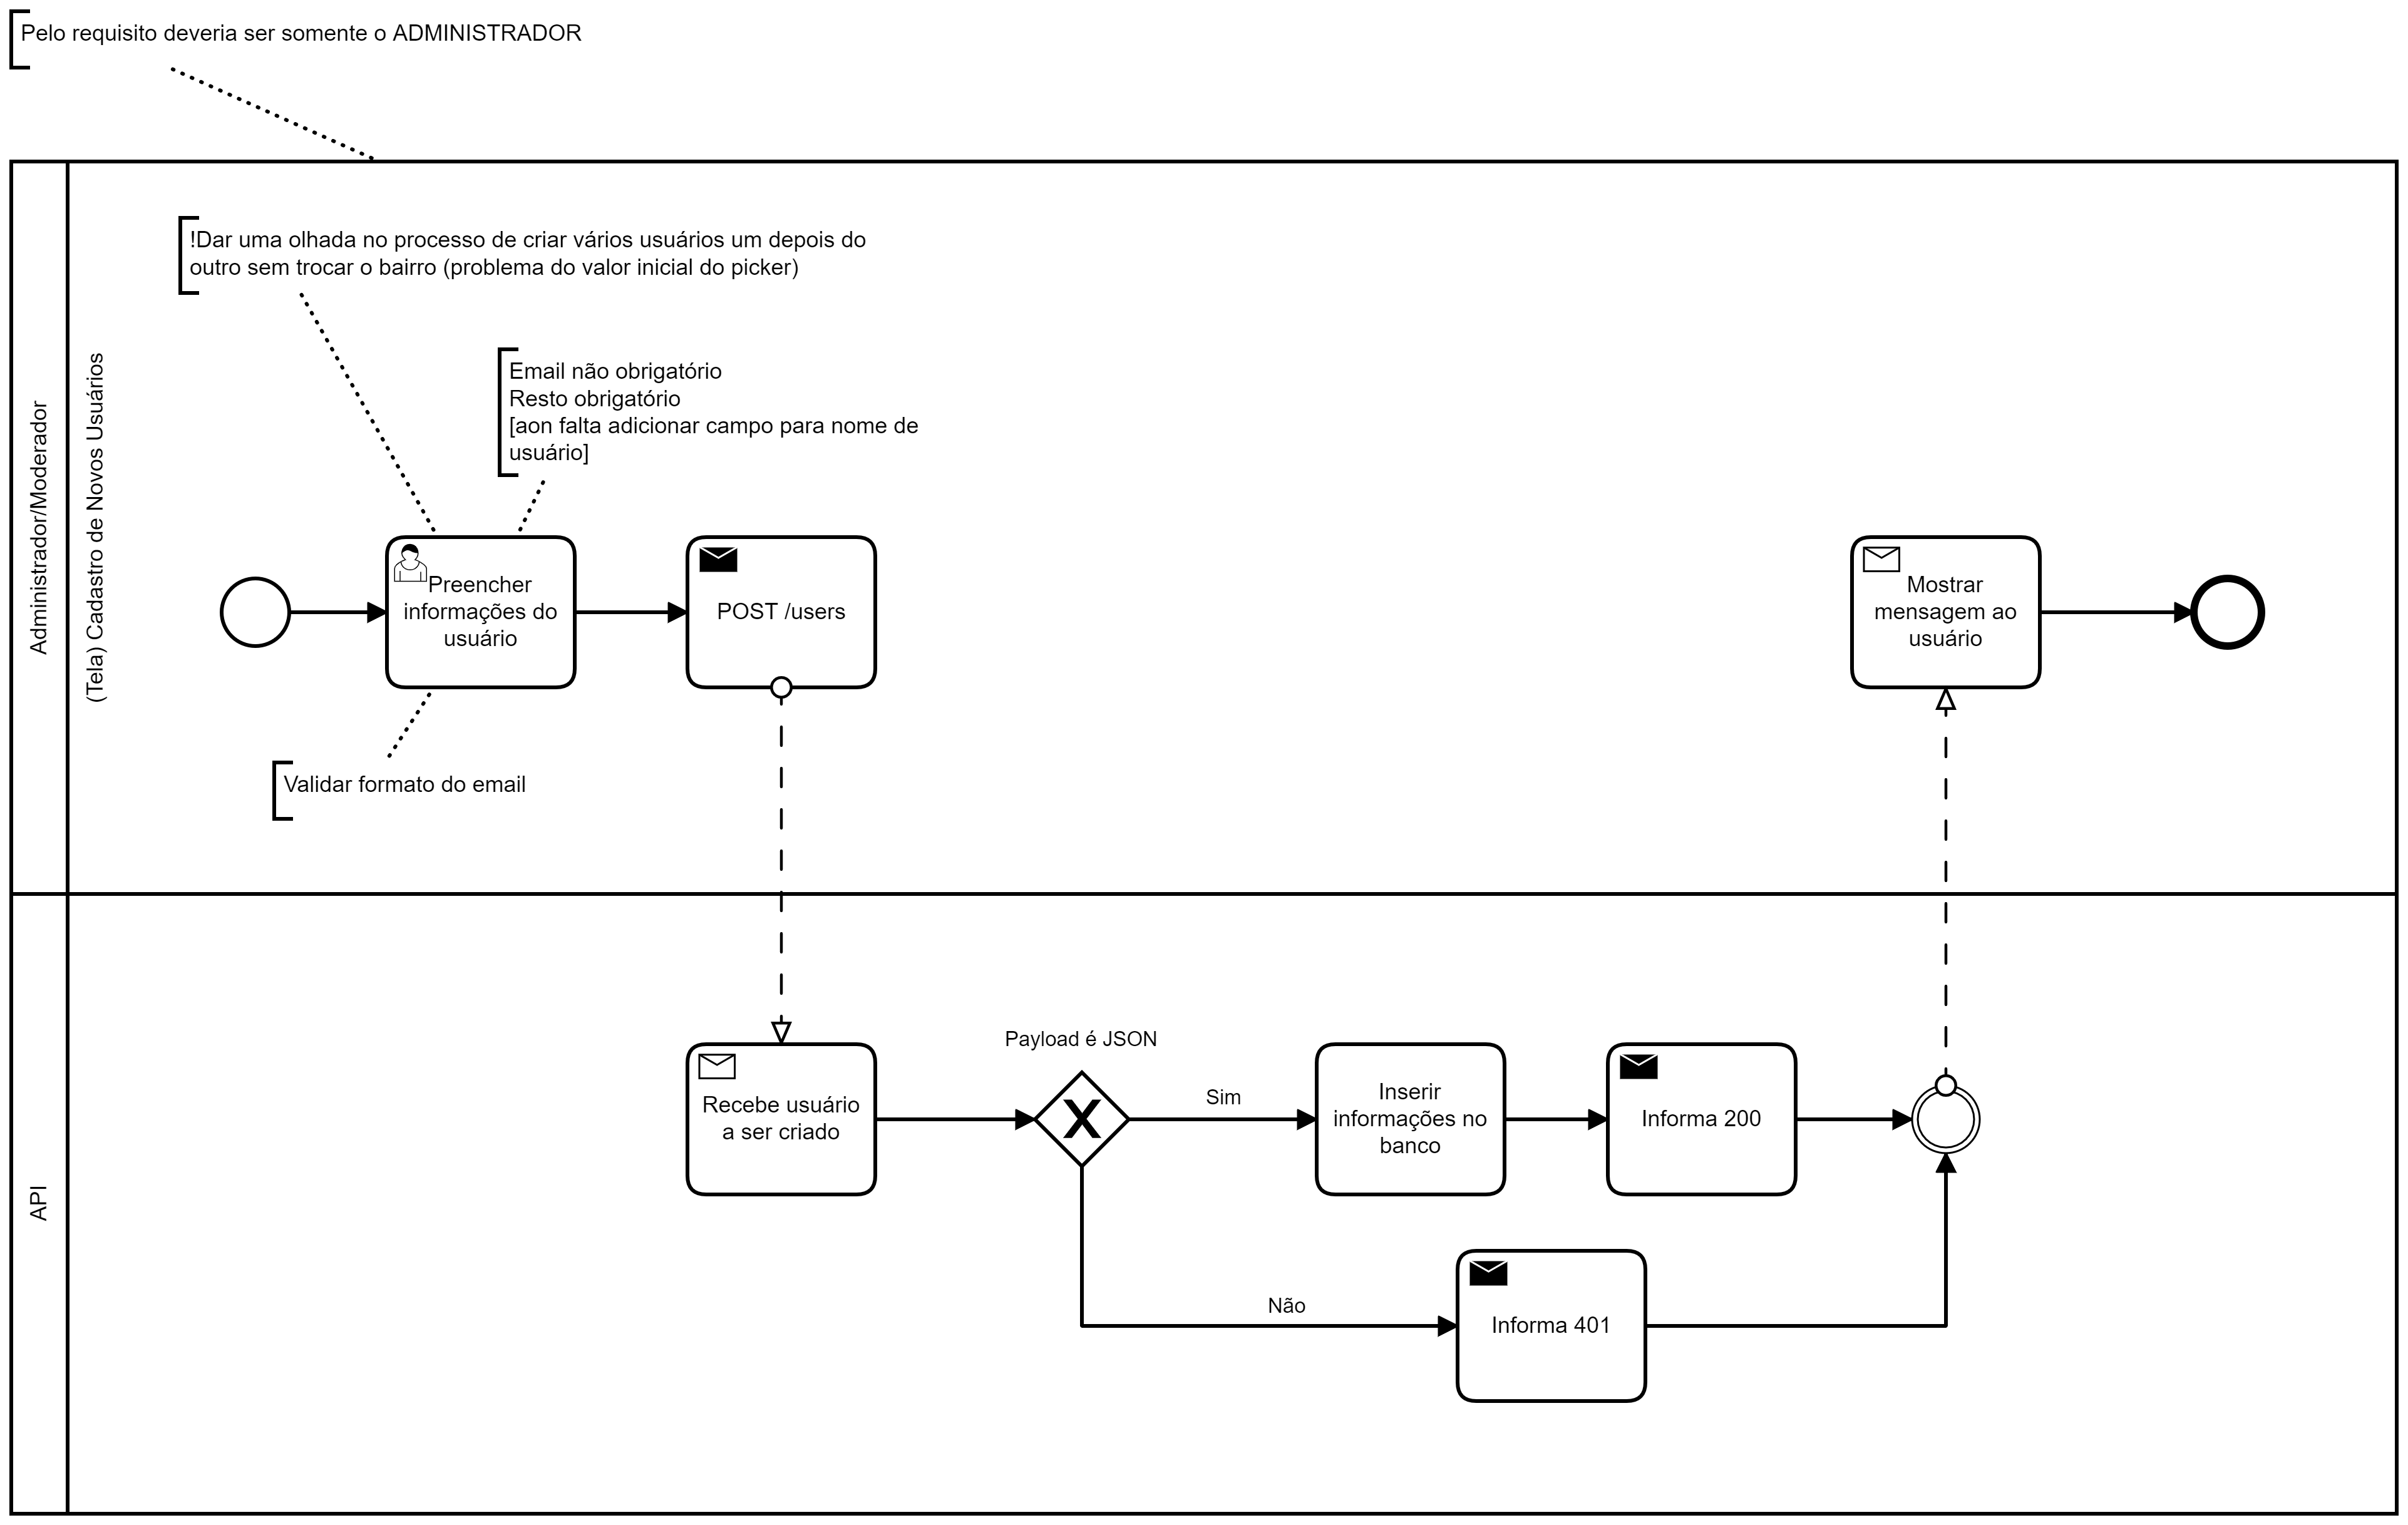 Pelo requisito deveria ser somente o ADMINISTRADOR
Administrador/Moderador
(Tela) Cadastro de Novos Usuários
!Dar uma olhada no processo de criar vários usuários um depois do
outro sem trocar o bairro (problema do valor inicial do picker)
Email não obrigatório
Resto obrigatório
[aon falta adicionar campo para nome de
usuário]
Preencher
informações do
usuário
POST /users
Mostrar
mensagem ao
usuário
Validar formato do email
API
Recebe usuário
a ser criado
Payload é JSON
Sim
Inserir
informações no
banco
Informa 200
Não
Informa 401